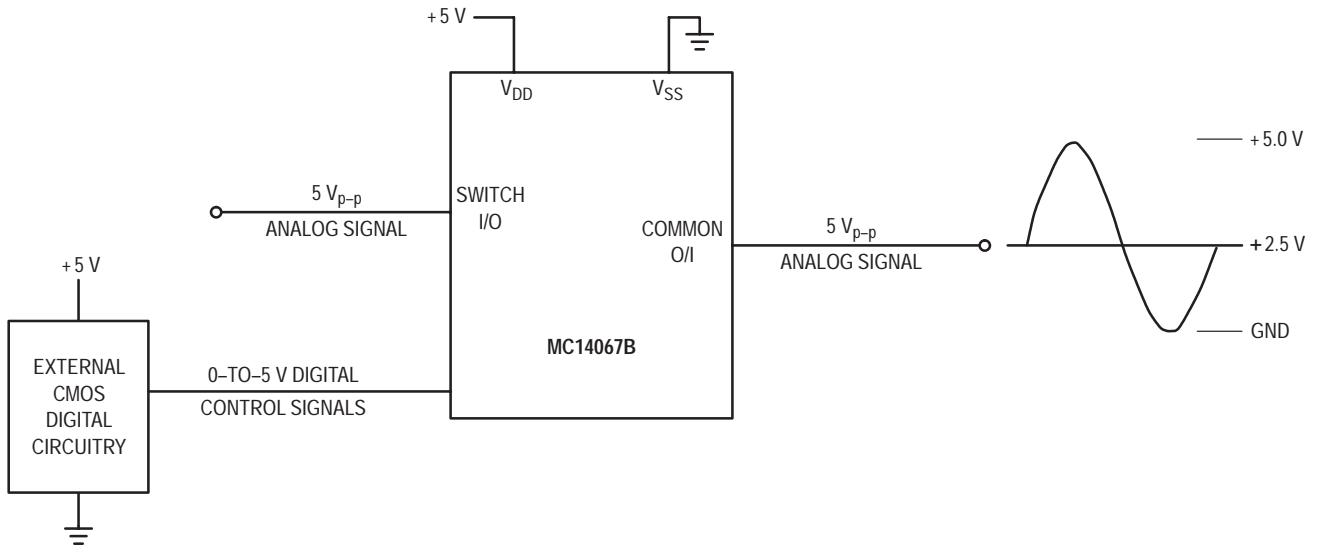 +5 V
VDD
VSS
+5.0 V
5 Vp–p
ANALOG SIGNAL
SWITCH
I/O
COMMON
O/I
5 Vp–p
ANALOG SIGNAL
+2.5 V
GND
+5 V
MC14067B
EXTERNAL
CMOS
DIGITAL
CIRCUITRY
0–TO–5 V DIGITAL
CONTROL SIGNALS